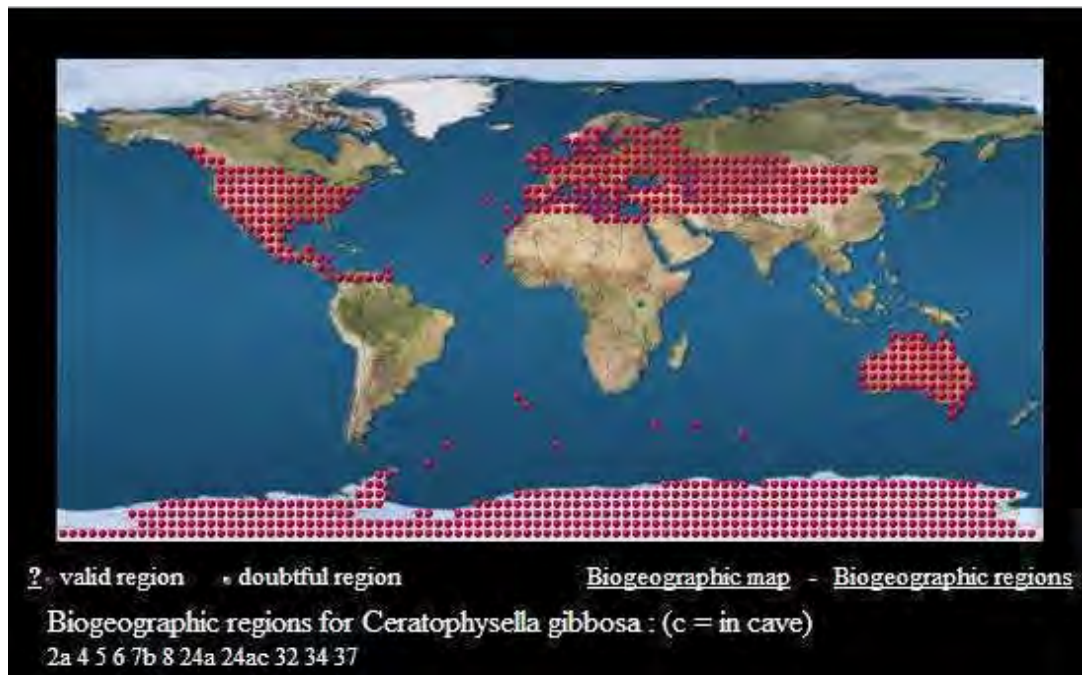 ? valid region doubtful region Biogeographic map - Biogeographic regions
Biogeographic regions for Ceratophysella gibbosa : (c = in cave)
2a 4 5 6 7b 8 24a 24ac 32 34 37